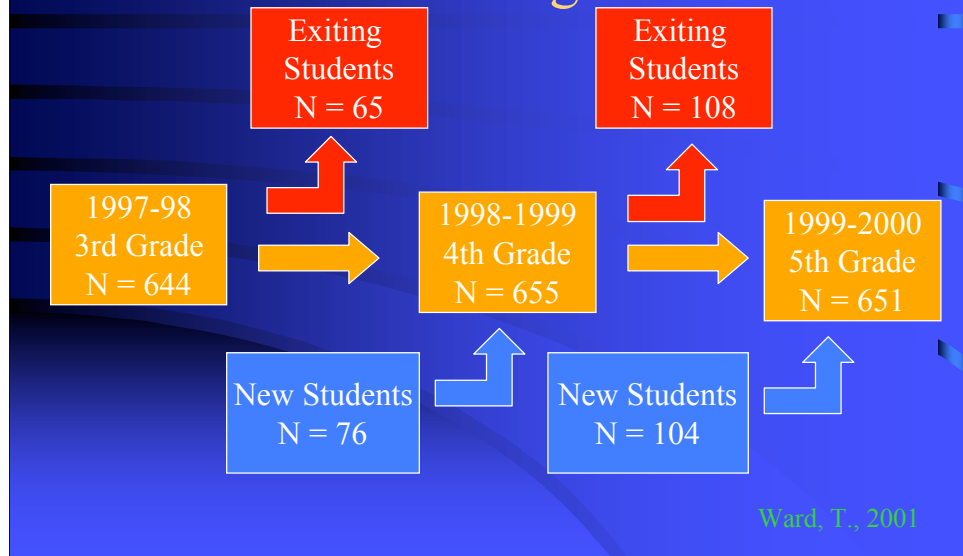 Exiting
Students
N = 65
Exiting
Students
N = 108
1997-98
3rd Grade
N = 644
1998-1999
4th Grade
N = 655
1999-2000
5th Grade
N = 651
New Students
N = 76
New Students
N = 104
Ward, T., 2001